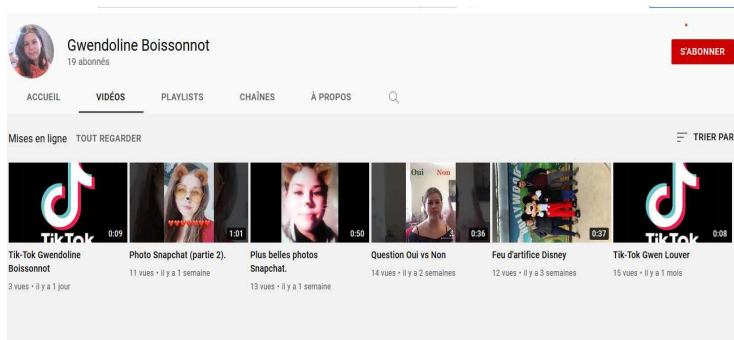 Gwendoline Boissonnot
19 abonnés
S'ABONNER
ACCUEIL VIDÉOS PLAYLISTS CHAÎNES À PROPOS
Mises en ligne TOUT REGARDER TRIER PAR
TikTok 0:09
1:01
0:50
Oui Non
0:36
0:37
TikTok 0:08
Tik-Tok Gwendoline
Boissonnot
3 vues • il y a 1 jour
Photo Snapchat (partie 2).
11 vues • il y a 1 semaine
Plus belles photos
Snapchat.
13 vues • il y a 1 semaine
Question Oui vs Non
14 vues • il y a 2 semaines
Feu d'artifice Disney
12 vues • il y a 3 semaines
Tik-Tok Gwen Louver
15 vues • il y a 1 mois